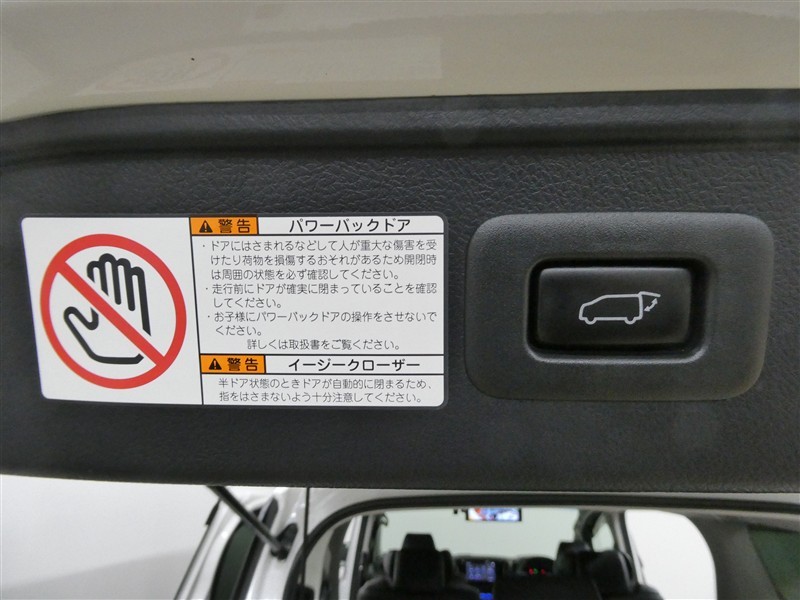 警告 パワーバックドア
・ドアにはさまれるなどして人が重大な傷害を受
けたり荷物を損傷するおそれがあるため開閉時
は周囲の状態を必ず確認してください。
・走行前にドアが確実に閉まっていることを確認
してください。
・お子様にパワーバックドアの操作をさせないで
ください。
詳しくは取扱書をご覧ください。
警告 イージークローザー
半ドア状態のときドアが自動的に閉まるため、
指をはさまないよう十分注意してください。